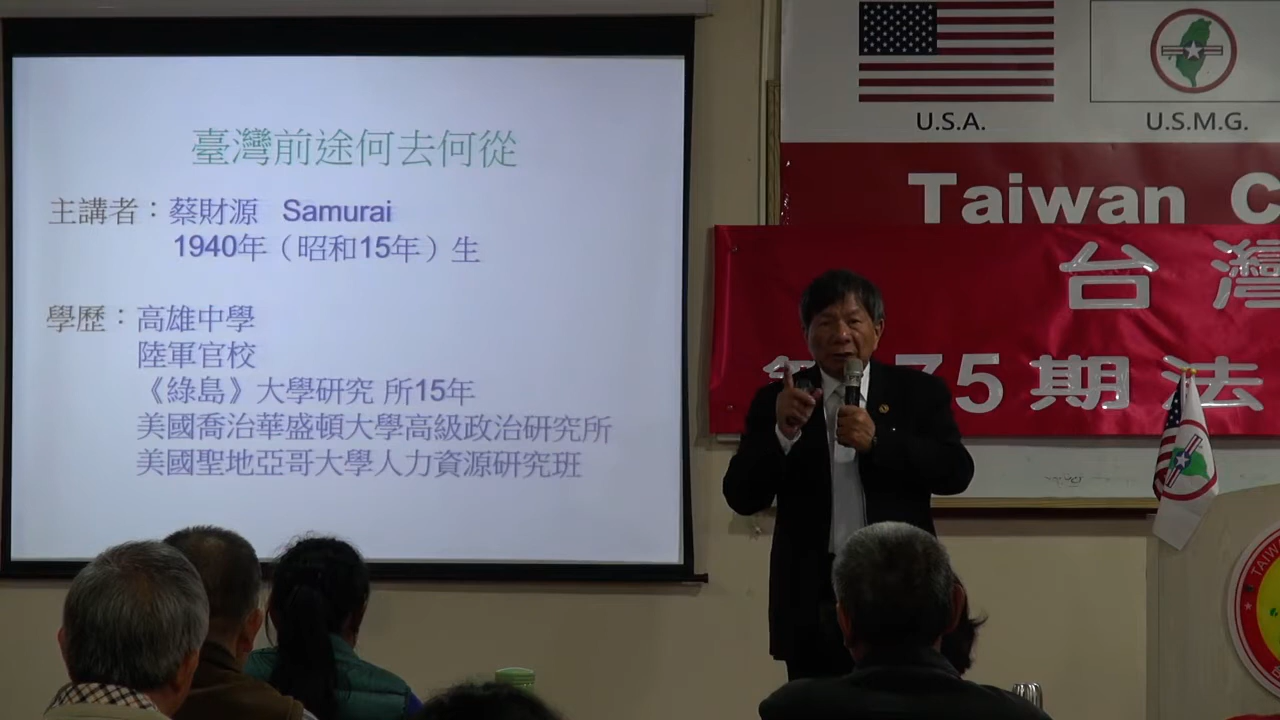 臺灣前途何去何從
主講者：蔡財源 Samurai
1940年（昭和15年）生
學歷：高雄中學
陸軍官校
《綠島》大學研究 所15年
美國喬治華盛頓大學高級政治研究所
美國聖地亞哥大學人力資源研究班
U.S.A.
U.S.M.G.
Taiwan C
台灣
75期法
TAIW